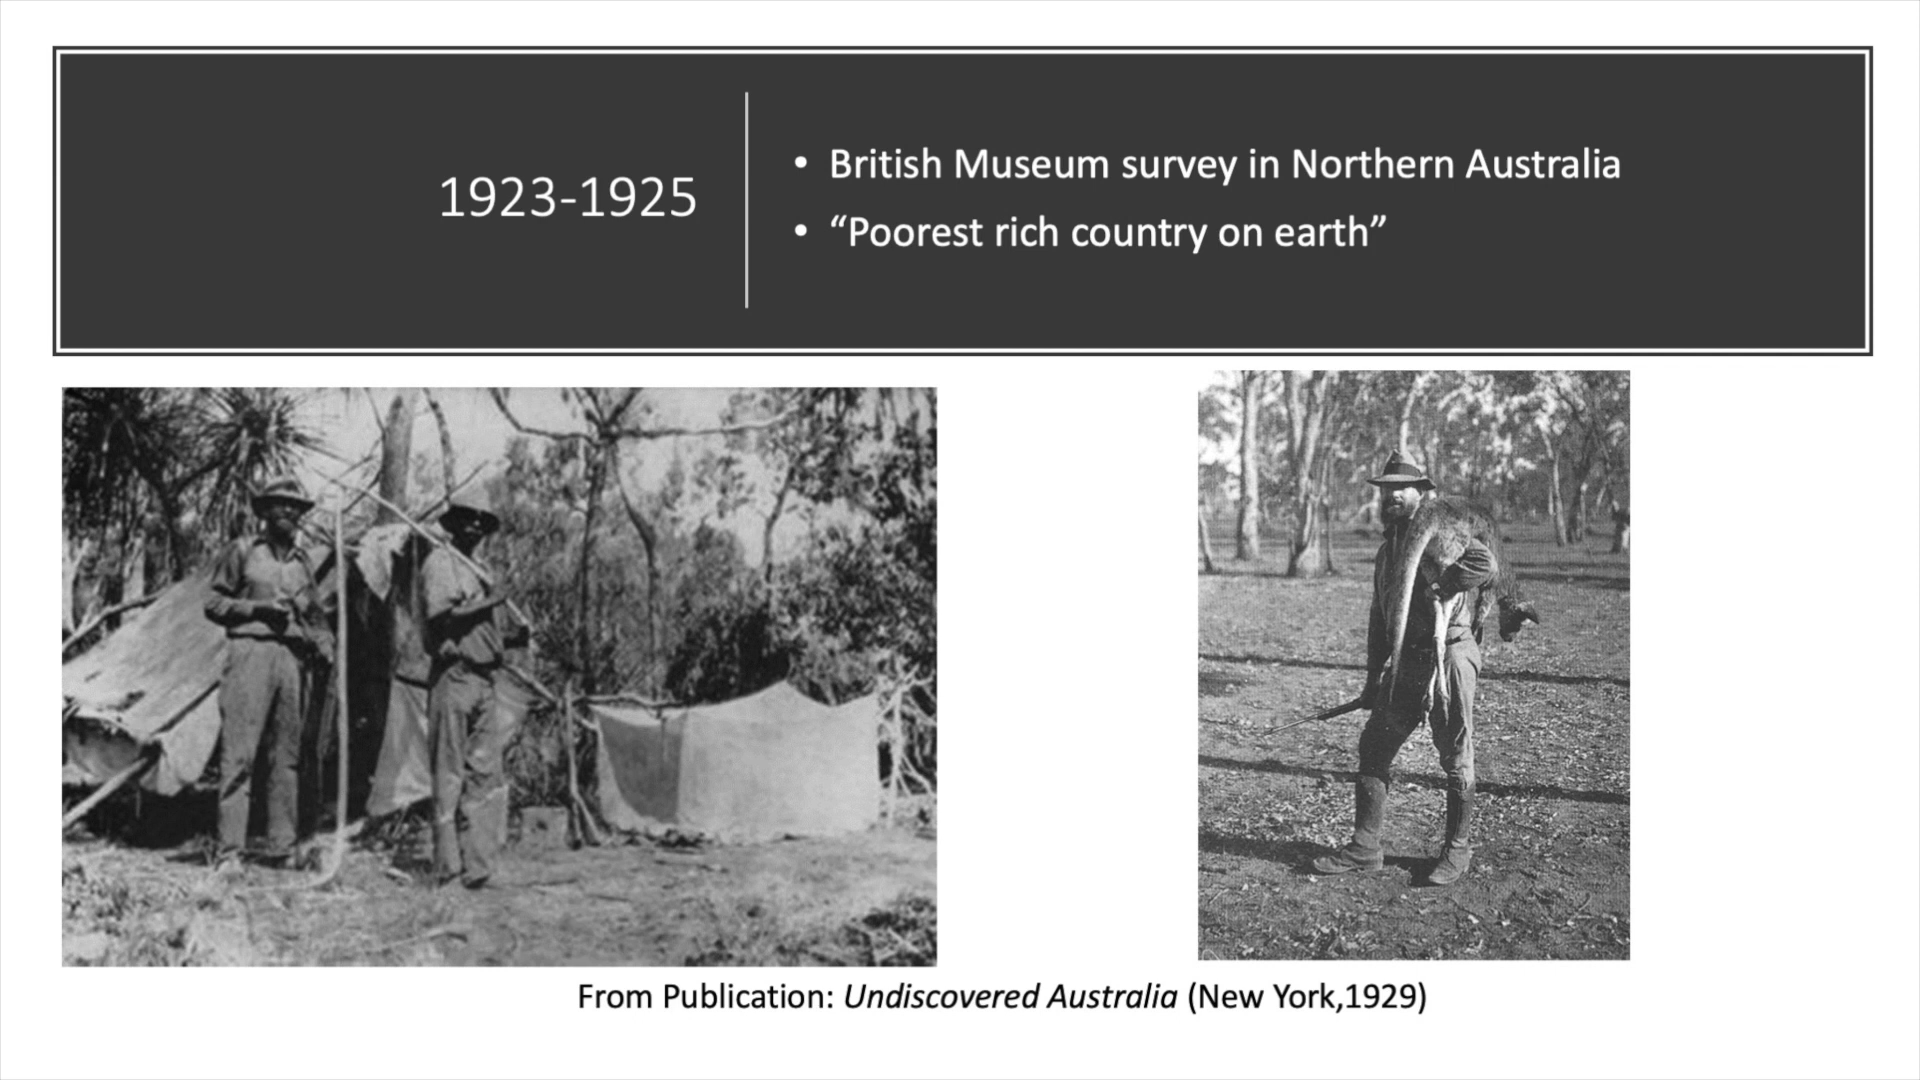 1923-1925
• British Museum survey in Northern Australia
• “Poorest rich country on earth”
From Publication: Undiscovered Australia (New York,1929)